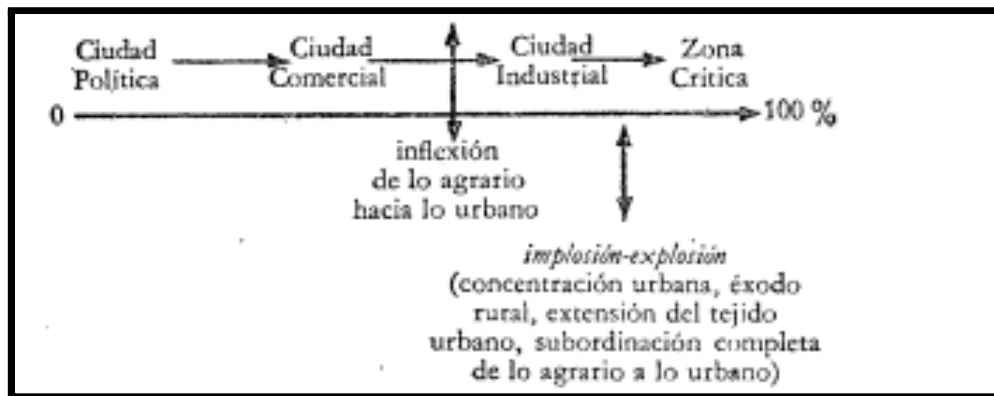 Ciudad Política
Ciudad Comercial
Ciudad Industrial
Zona Critica
0
100 %
inflexión
de lo agrario
hacia lo urbano
implosión-explosión
(concentración urbana, éxodo
rural, extensión del tejido
urbano, subordinación completa
de lo agrario a lo urbano)